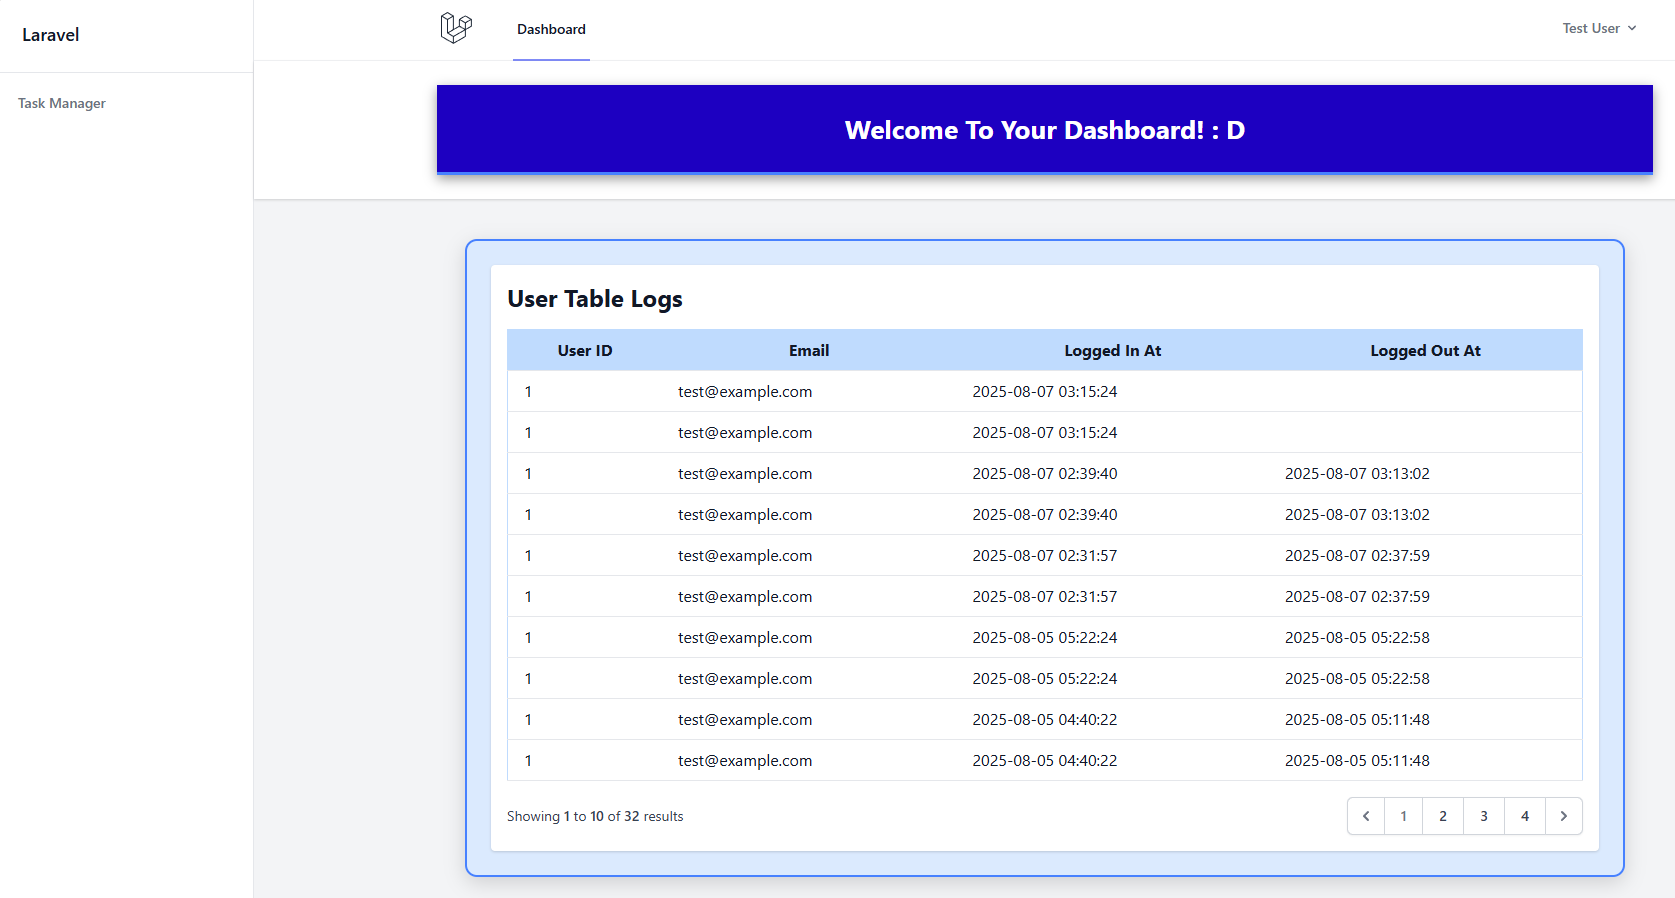 Laravel
Dashboard
Test User
Task Manager
Welcome To Your Dashboard! : D
User Table Logs
User ID Email Logged In At Logged Out At
1 test@example.com 2025-08-07 03:15:24
1 test@example.com 2025-08-07 03:15:24
1 test@example.com 2025-08-07 02:39:40 2025-08-07 03:13:02
1 test@example.com 2025-08-07 02:39:40 2025-08-07 03:13:02
1 test@example.com 2025-08-07 02:31:57 2025-08-07 02:37:59
1 test@example.com 2025-08-07 02:31:57 2025-08-07 02:37:59
1 test@example.com 2025-08-05 05:22:24 2025-08-05 05:22:58
1 test@example.com 2025-08-05 05:22:24 2025-08-05 05:22:58
1 test@example.com 2025-08-05 04:40:22 2025-08-05 05:11:48
1 test@example.com 2025-08-05 04:40:22 2025-08-05 05:11:48
Showing 1 to 10 of 32 results
1 2 3 4